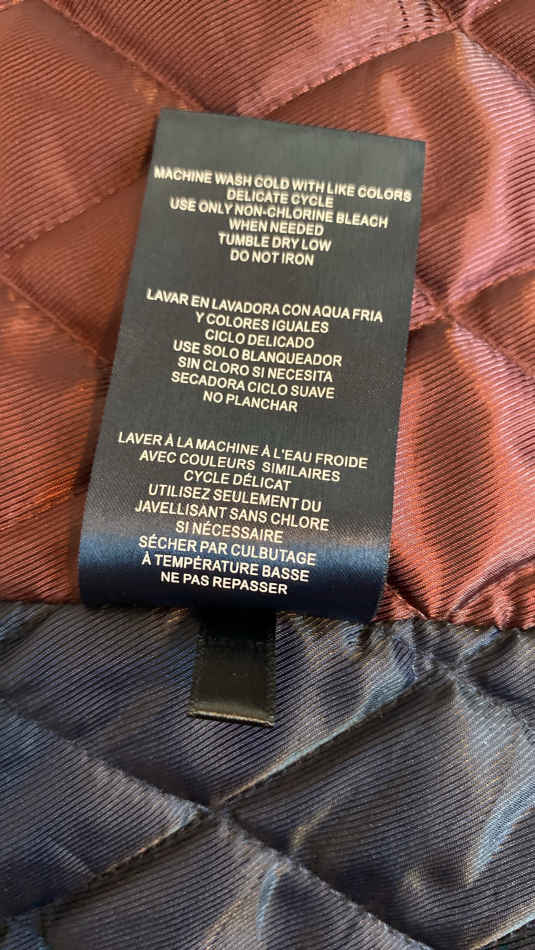 MACHINE WASH COLD WITH LIKE COLORS
DELICATE CYCLE
USE ONLY NON-CHLORINE BLEACH
WHEN NEEDED
TUMBLE DRY LOW
DO NOT IRON
LAVAR EN LAVADORA CON AQUA FRIA
Y COLORES IGUALES
CICLO DELICADO
USE SOLO BLANQUEADOR
SIN CLORO SI NECESITA
SECADORA CICLO SUAVE
NO PLANCHAR
LAVER À LA MACHINE À L'EAU FROIDE
AVEC COULEURS SIMILAIRES
CYCLE DÉLICAT
UTILISEZ SEULEMENT DU
JAVELLISANT SANS CHLORE
SI NÉCESSAIRE
SÉCHER PAR CULBUTAGE
À TEMPÉRATURE BASSE
NE PAS REPASSER